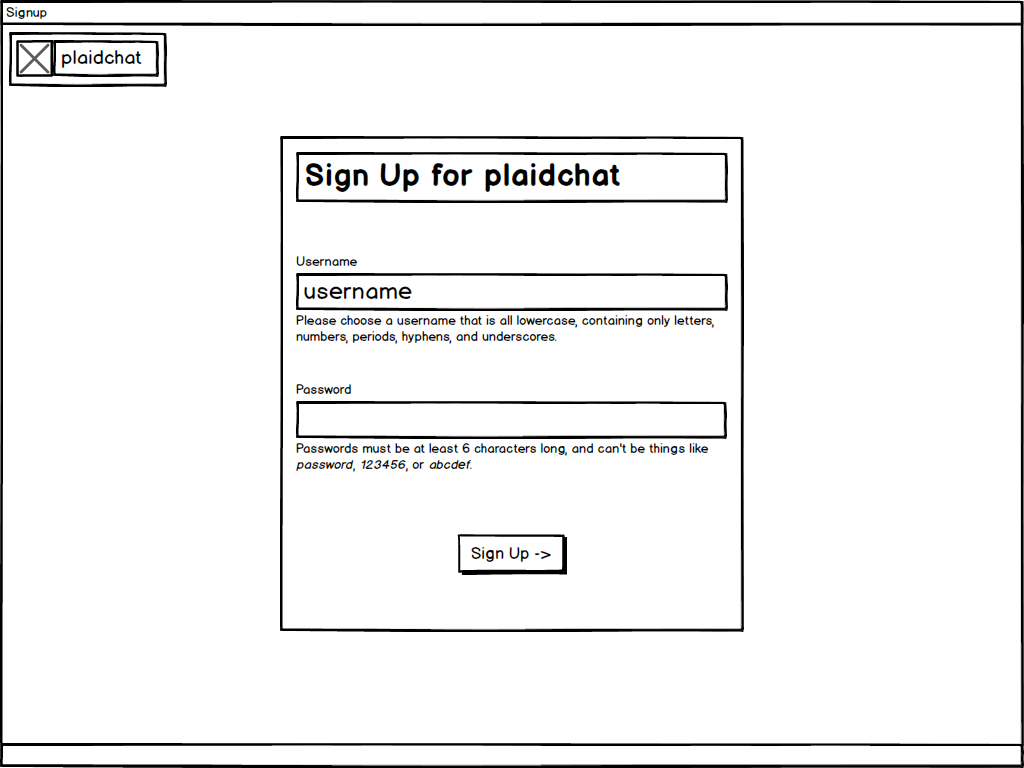 Signup
plaidchat
Sign Up for plaidchat
Username
username
Please choose a username that is all lowercase, containing only letters,
numbers, periods, hyphens, and underscores.
Password
Passwords must be at least 6 characters long, and can't be things like
password, 123456, or abcdef.
Sign Up ->